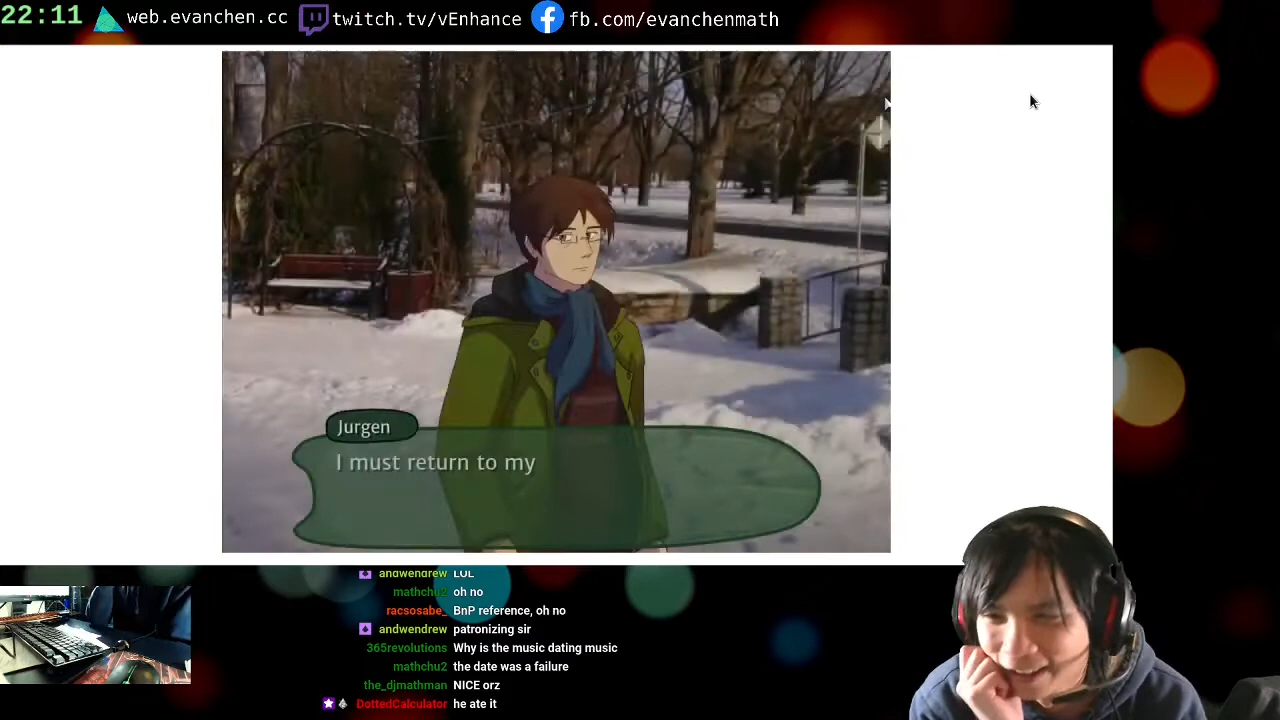 22:11 web.evanchen.cc twitch.tv/vEnhance fb.com/evanchenmath
Jurgen
I must return to my
andwendrew LUL
mathchu2 oh no
racsosabe_ BnP reference, oh no
andwendrew patronizing sir
365revolutions Why is the music dating music
mathchu2 the date was a failure
the_djmathman NICE orz
DottedCalculator he ate it